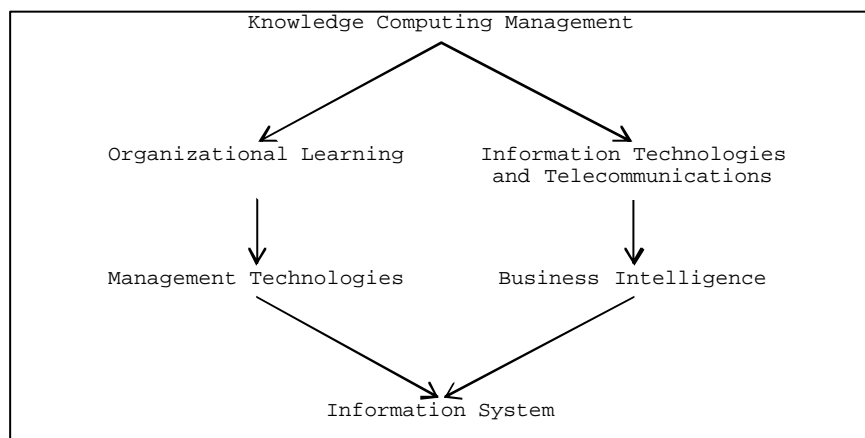 Knowledge Computing Management
Organizational Learning
Information Technologies
and Telecommunications
Management Technologies
Business Intelligence
Information System